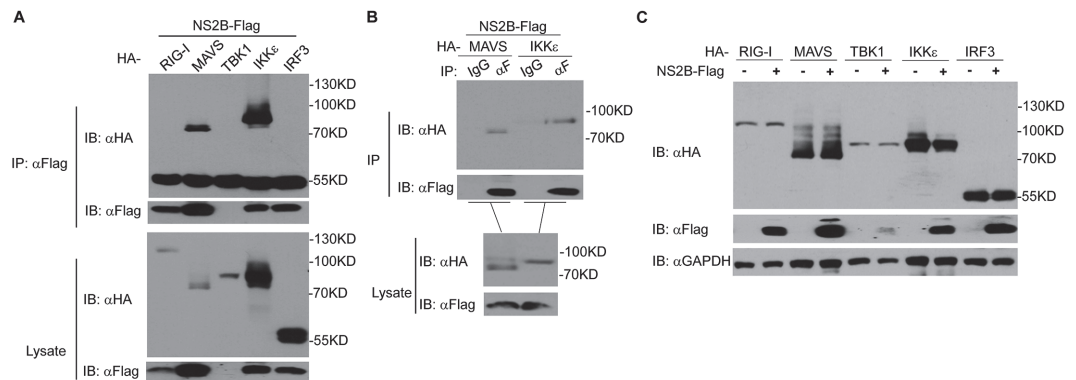 A
NS2B-Flag
HA- RIG-I MAVS TBK1 IKKε IRF3
-130KD
-100KD
IP: αFlag
IB: αHA
-70KD
-55KD
IB: αFlag
-130KD
-100KD
Lysate
IB: αHA
-70KD
-55KD
IB: αFlag
B
NS2B-Flag
HA- MAVS IKKε
IP: IgG αF IgG αF
-100KD
IP
IB: αHA
-70KD
IB: αFlag
Lysate
IB: αHA
-100KD
-70KD
IB: αFlag
C
HA- RIG-I MAVS TBK1 IKKε IRF3
NS2B-Flag - + - + - + - + - +
-130KD
-100KD
IB: αHA
-70KD
-55KD
IB: αFlag
IB: αGAPDH